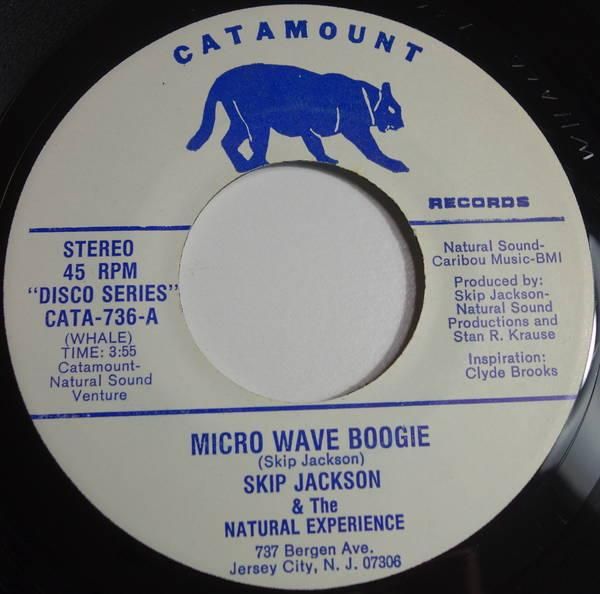 CATAMOUNT
RECORDS
STEREO
45 RPM
"DISCO SERIES"
CATA-736-A
(WHALE)
TIME: 3:55
Catamount-
Natural Sound
Venture
Natural Sound-
Caribou Music-BMI
Produced by:
Skip Jackson-
Natural Sound
Productions and
Stan R. Krause
Inspiration:
Clyde Brooks
MICRO WAVE BOOGIE
(Skip Jackson)
SKIP JACKSON
& The
NATURAL EXPERIENCE
737 Bergen Ave.
Jersey City, N. J. 07306